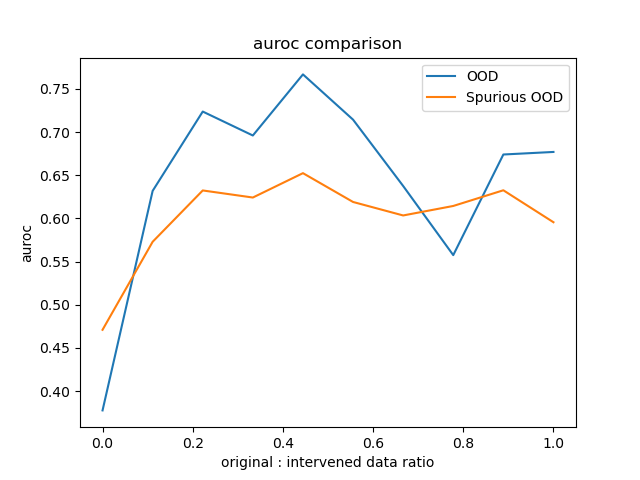 auroc comparison
OOD
Spurious OOD
0.75
0.70
0.65
0.60
0.55
0.50
0.45
0.40
auroc
0.0 0.2 0.4 0.6 0.8 1.0
original : intervened data ratio